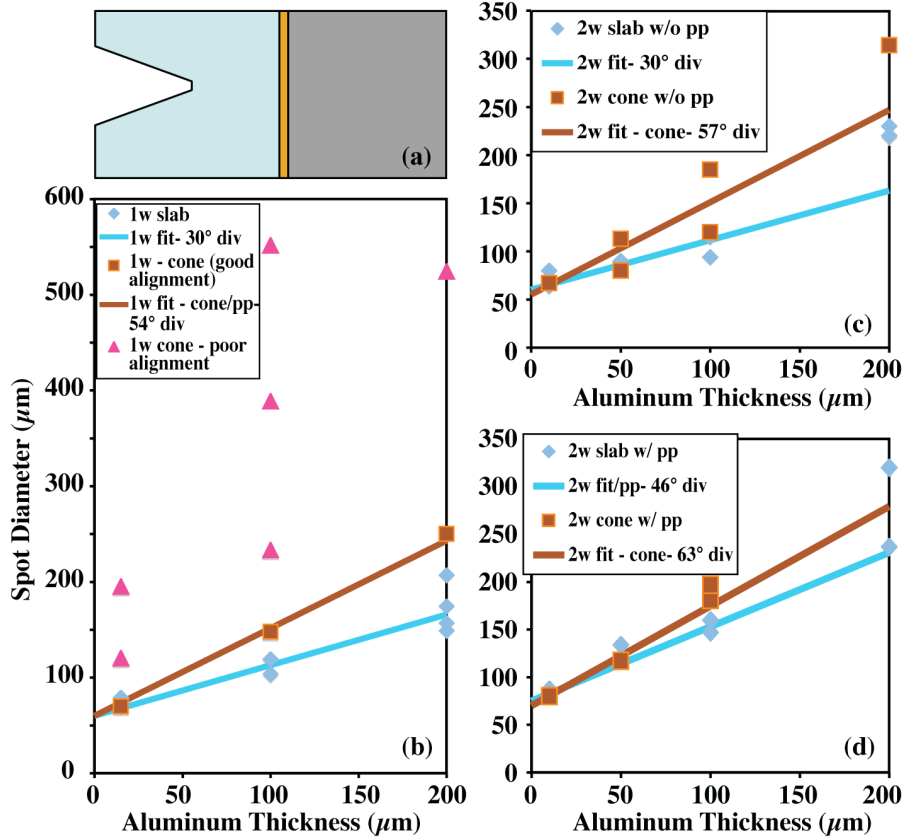 (a)
600
500
400
300
200
100
0
Spot Diameter (µm)
1w slab
1w fit- 30° div
1w - cone (good
alignment)
1w fit - cone/pp-
54° div
1w cone - poor
alignment
(b)
0 50 100 150 200
Aluminum Thickness (µm)
350
300
250
200
150
100
50
0
2w slab w/o pp
2w fit- 30° div
2w cone w/o pp
2w fit - cone- 57° div
(c)
0 50 100 150 200
Aluminum Thickness (µm)
350
300
250
200
150
100
50
0
2w slab w/ pp
2w fit/pp- 46° div
2w cone w/ pp
2w fit - cone- 63° div
(d)
0 50 100 150 200
Aluminum Thickness (µm)